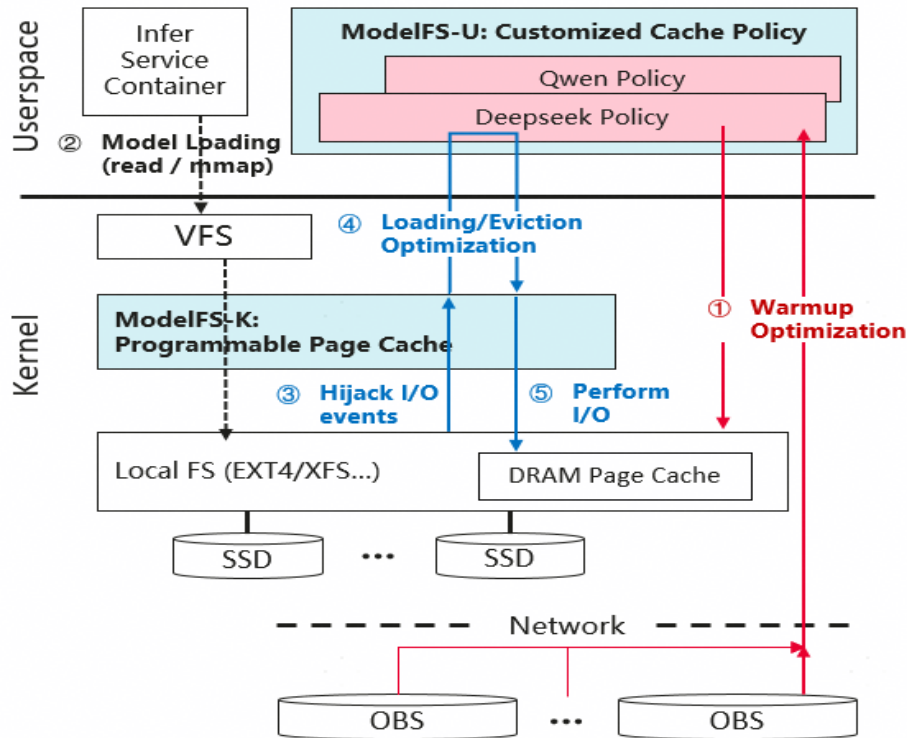 Userspace
Infer
Service
Container
ModelFS-U: Customized Cache Policy
Qwen Policy
Deepseek Policy
② Model Loading
(read / mmap)
Kernel
VFS
④ Loading/Eviction
Optimization
ModelFS-K:
Programmable Page Cache
① Warmup
Optimization
③ Hijack I/O
events
⑤ Perform
I/O
Local FS (EXT4/XFS...)
DRAM Page Cache
SSD
...
SSD
Network
OBS
...
OBS